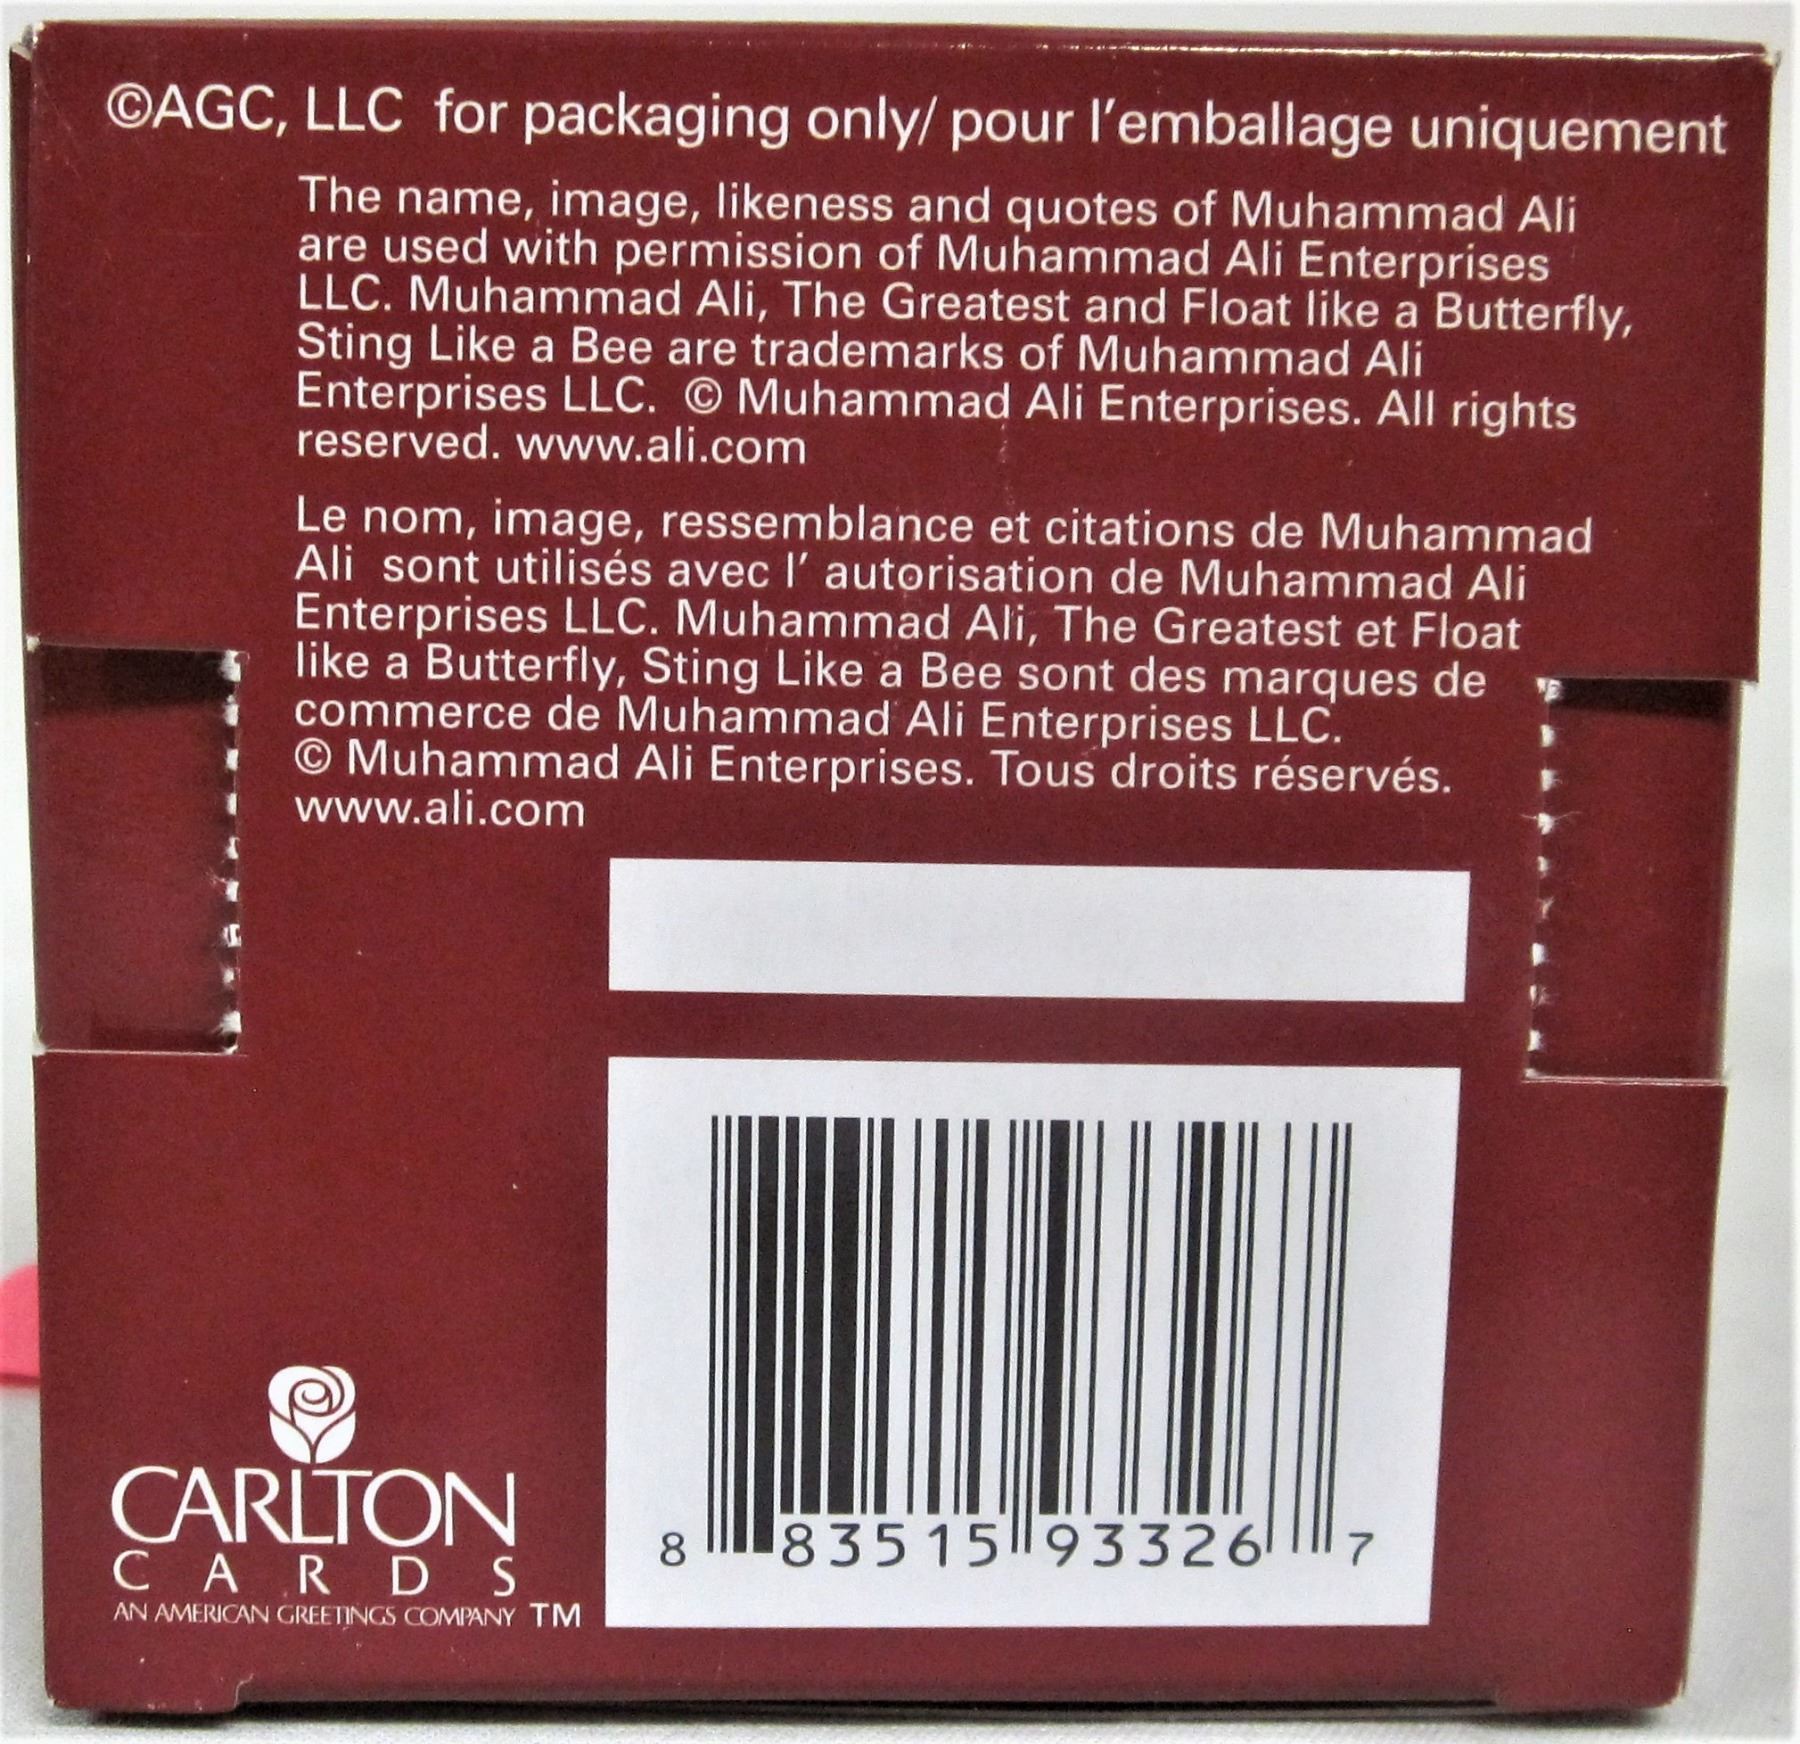 ©AGC, LLC for packaging only/ pour l'emballage uniquement
The name, image, likeness and quotes of Muhammad Ali
are used with permission of Muhammad Ali Enterprises
LLC. Muhammad Ali, The Greatest and Float like a Butterfly,
Sting Like a Bee are trademarks of Muhammad Ali
Enterprises LLC. © Muhammad Ali Enterprises. All rights
reserved. www.ali.com
Le nom, image, ressemblance et citations de Muhammad
Ali sont utilisés avec l' autorisation de Muhammad Ali
Enterprises LLC. Muhammad Ali, The Greatest et Float
like a Butterfly, Sting Like a Bee sont des marques de
commerce de Muhammad Ali Enterprises LLC.
© Muhammad Ali Enterprises. Tous droits réservés.
www.ali.com
8 83515 93326 7
CARLTON
CARDS
AN AMERICAN GREETINGS COMPANY TM